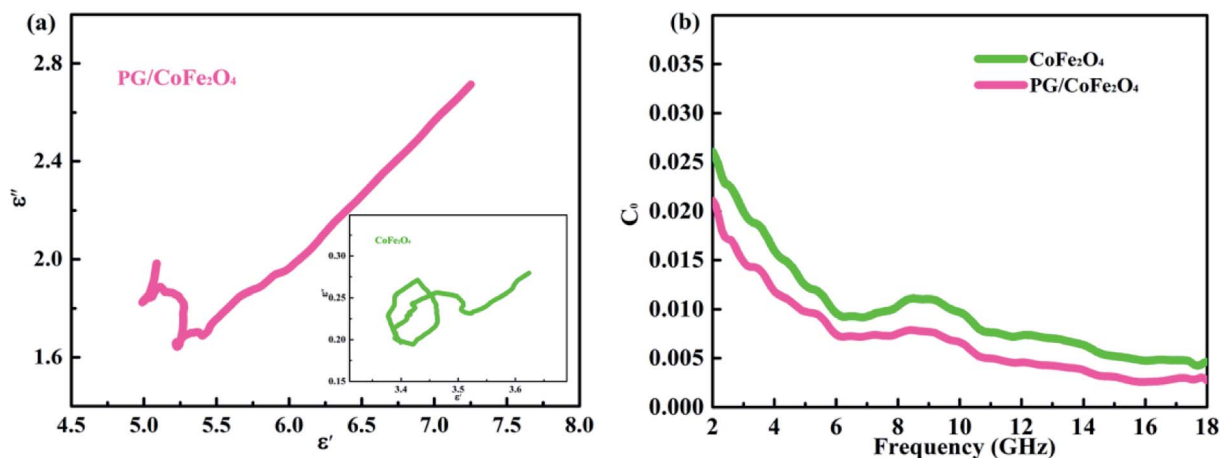 (a)
PG/CoFe₂O₄
ε″
2.8
2.4
2.0
1.6
4.5 5.0 5.5 6.0 6.5 7.0 7.5 8.0
ε′
CoFe₂O₄
ε″
0.30
0.25
0.20
0.15
3.4 3.5 3.6
ε′
(b)
CoFe₂O₄
PG/CoFe₂O₄
C₀
0.035
0.030
0.025
0.020
0.015
0.010
0.005
0.000
2 4 6 8 10 12 14 16 18
Frequency (GHz)